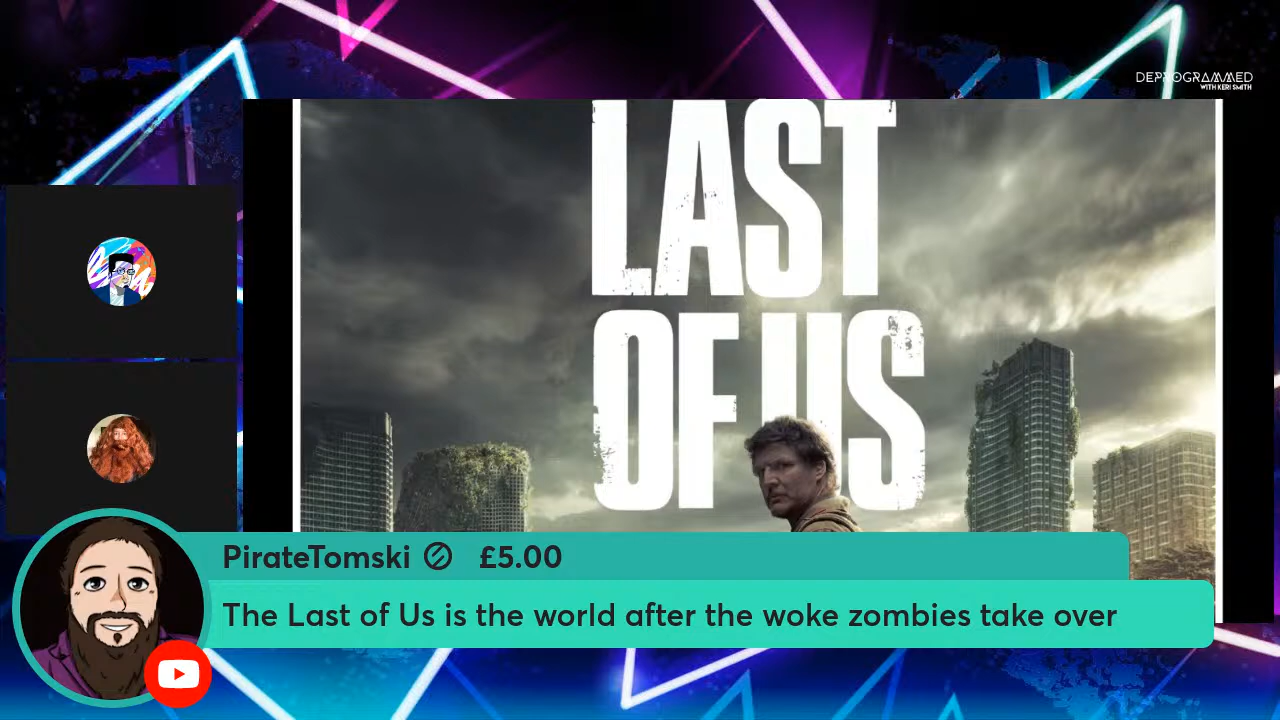 DEPROGRAMMED
WITH KERI SMITH
LAST
OF US
PirateTomski £5.00
The Last of Us is the world after the woke zombies take over